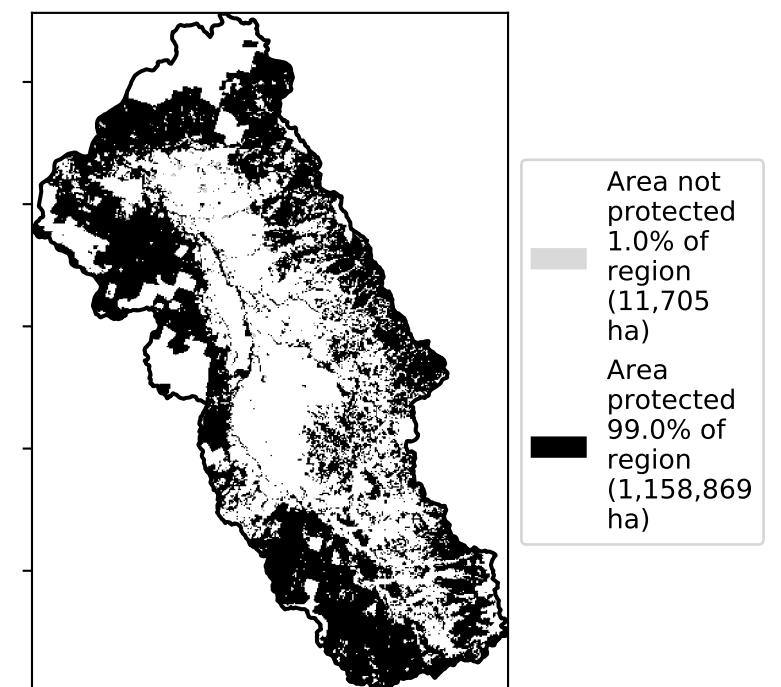 Area not
protected
1.0% of
region
(11,705
ha)
Area
protected
99.0% of
region
(1,158,869
ha)